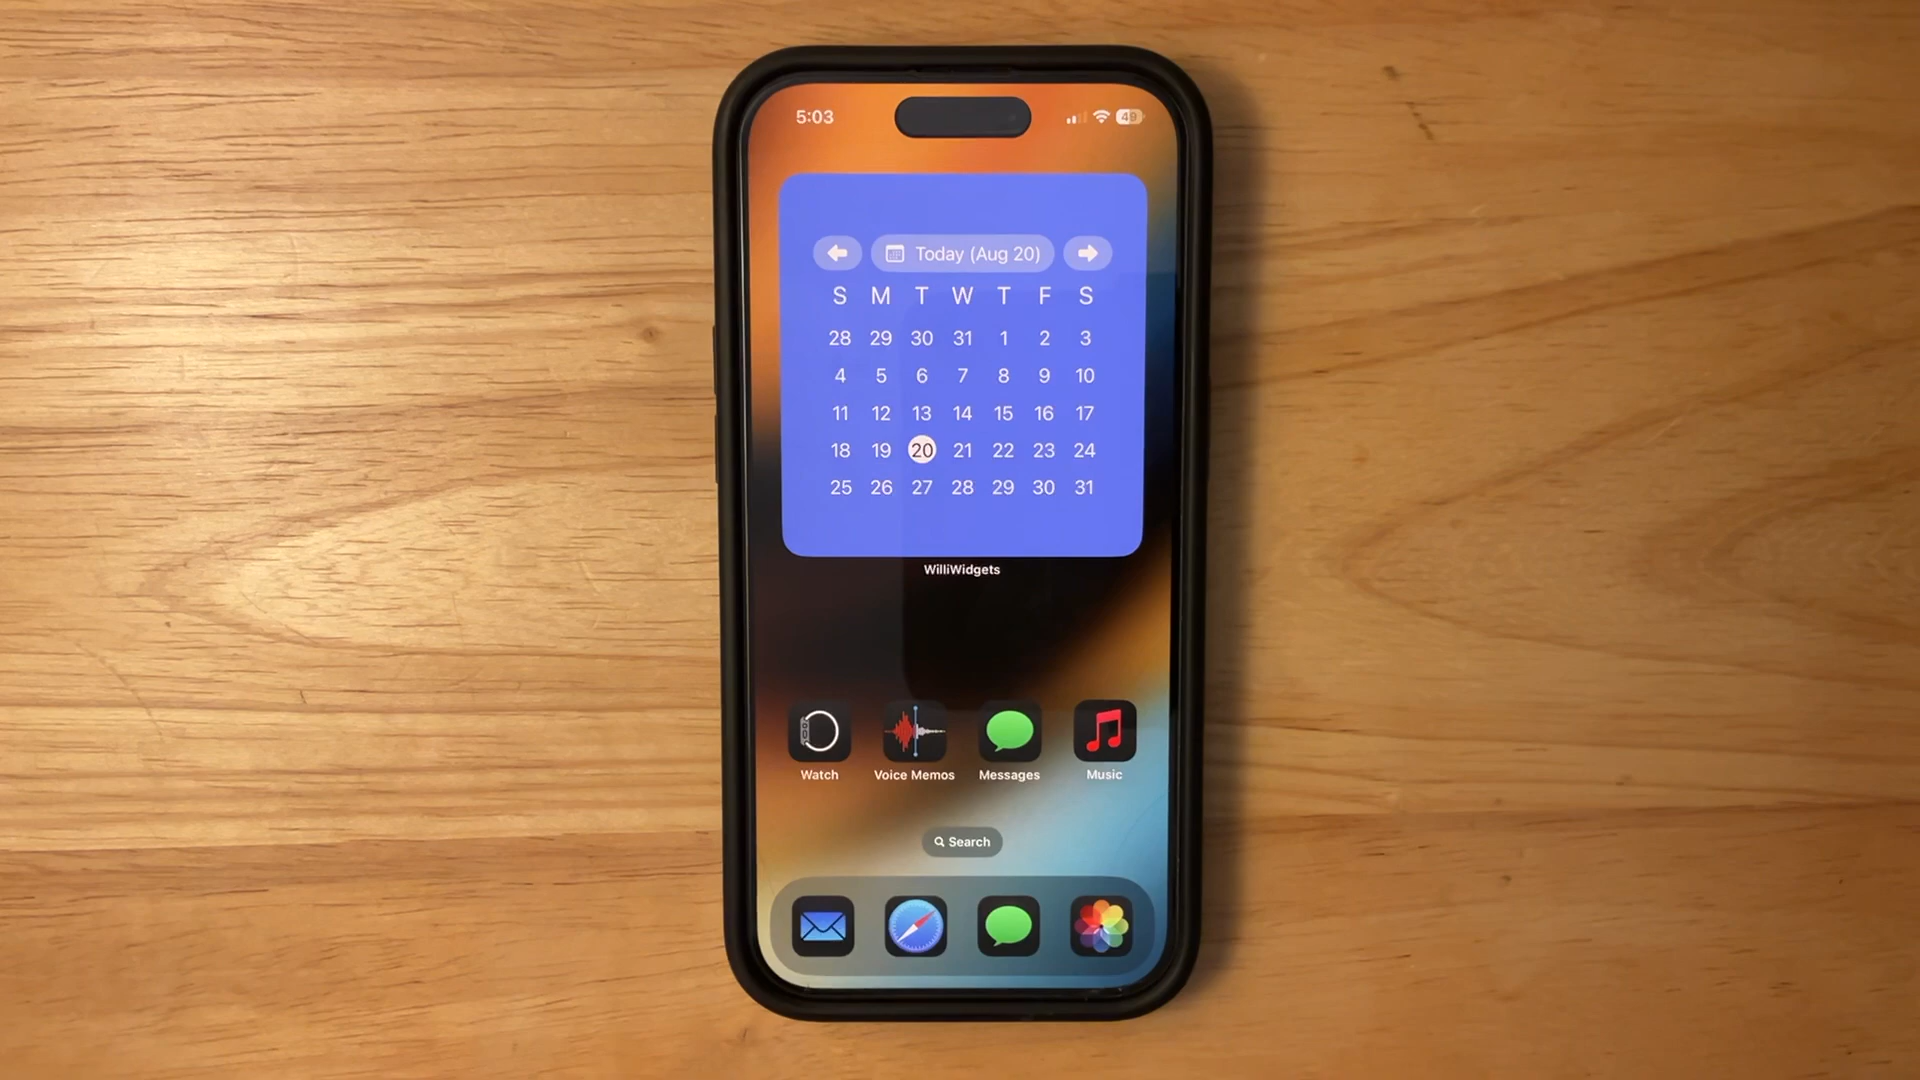 5:03
49
Today (Aug 20)
S M T W T F S
28 29 30 31 1 2 3
4 5 6 7 8 9 10
11 12 13 14 15 16 17
18 19 20 21 22 23 24
25 26 27 28 29 30 31
WilliWidgets
Watch Voice Memos Messages Music
Search